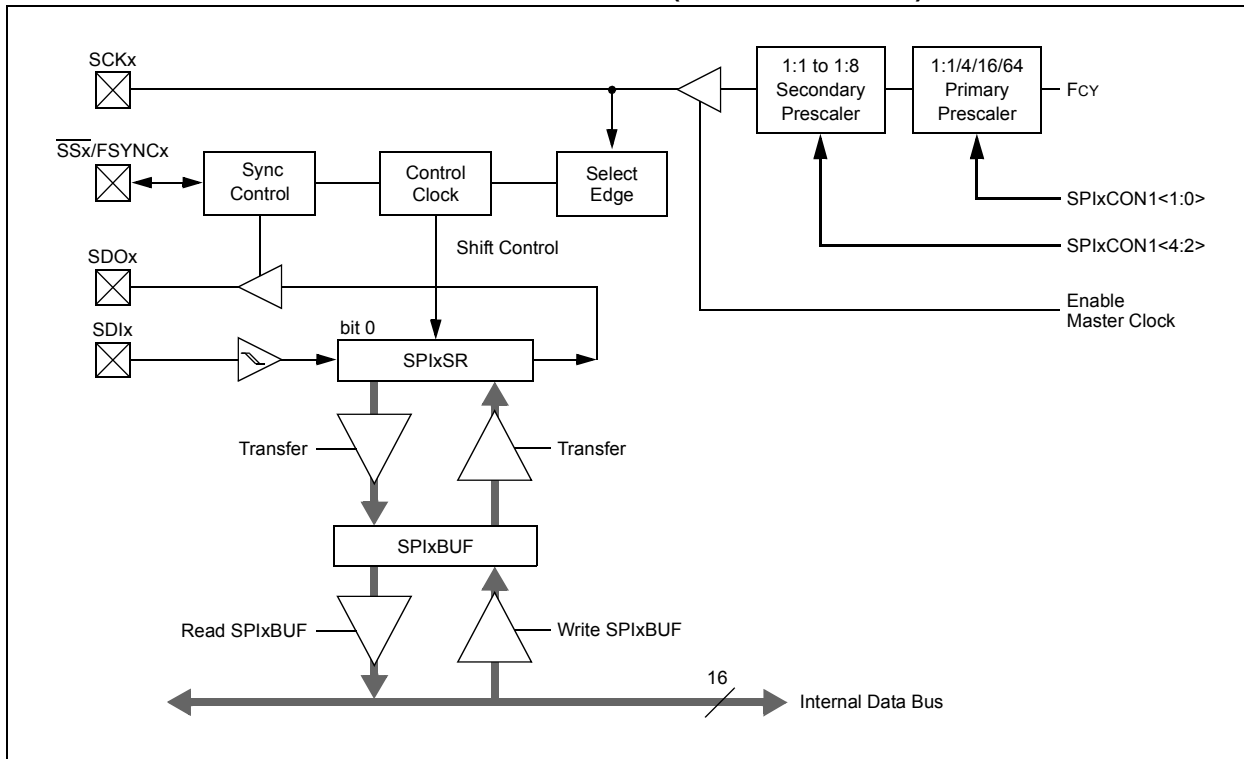 SCKx
1:1 to 1:8
Secondary
Prescaler
1:1/4/16/64
Primary
Prescaler
FCY
SSx/FSYNCx
Sync
Control
Control
Clock
Select
Edge
SPIxCON1<1:0>
Shift Control
SPIxCON1<4:2>
SDOx
Enable
Master Clock
SDIx
bit 0
SPIxSR
Transfer
Transfer
SPIxBUF
Read SPIxBUF
Write SPIxBUF
16
Internal Data Bus